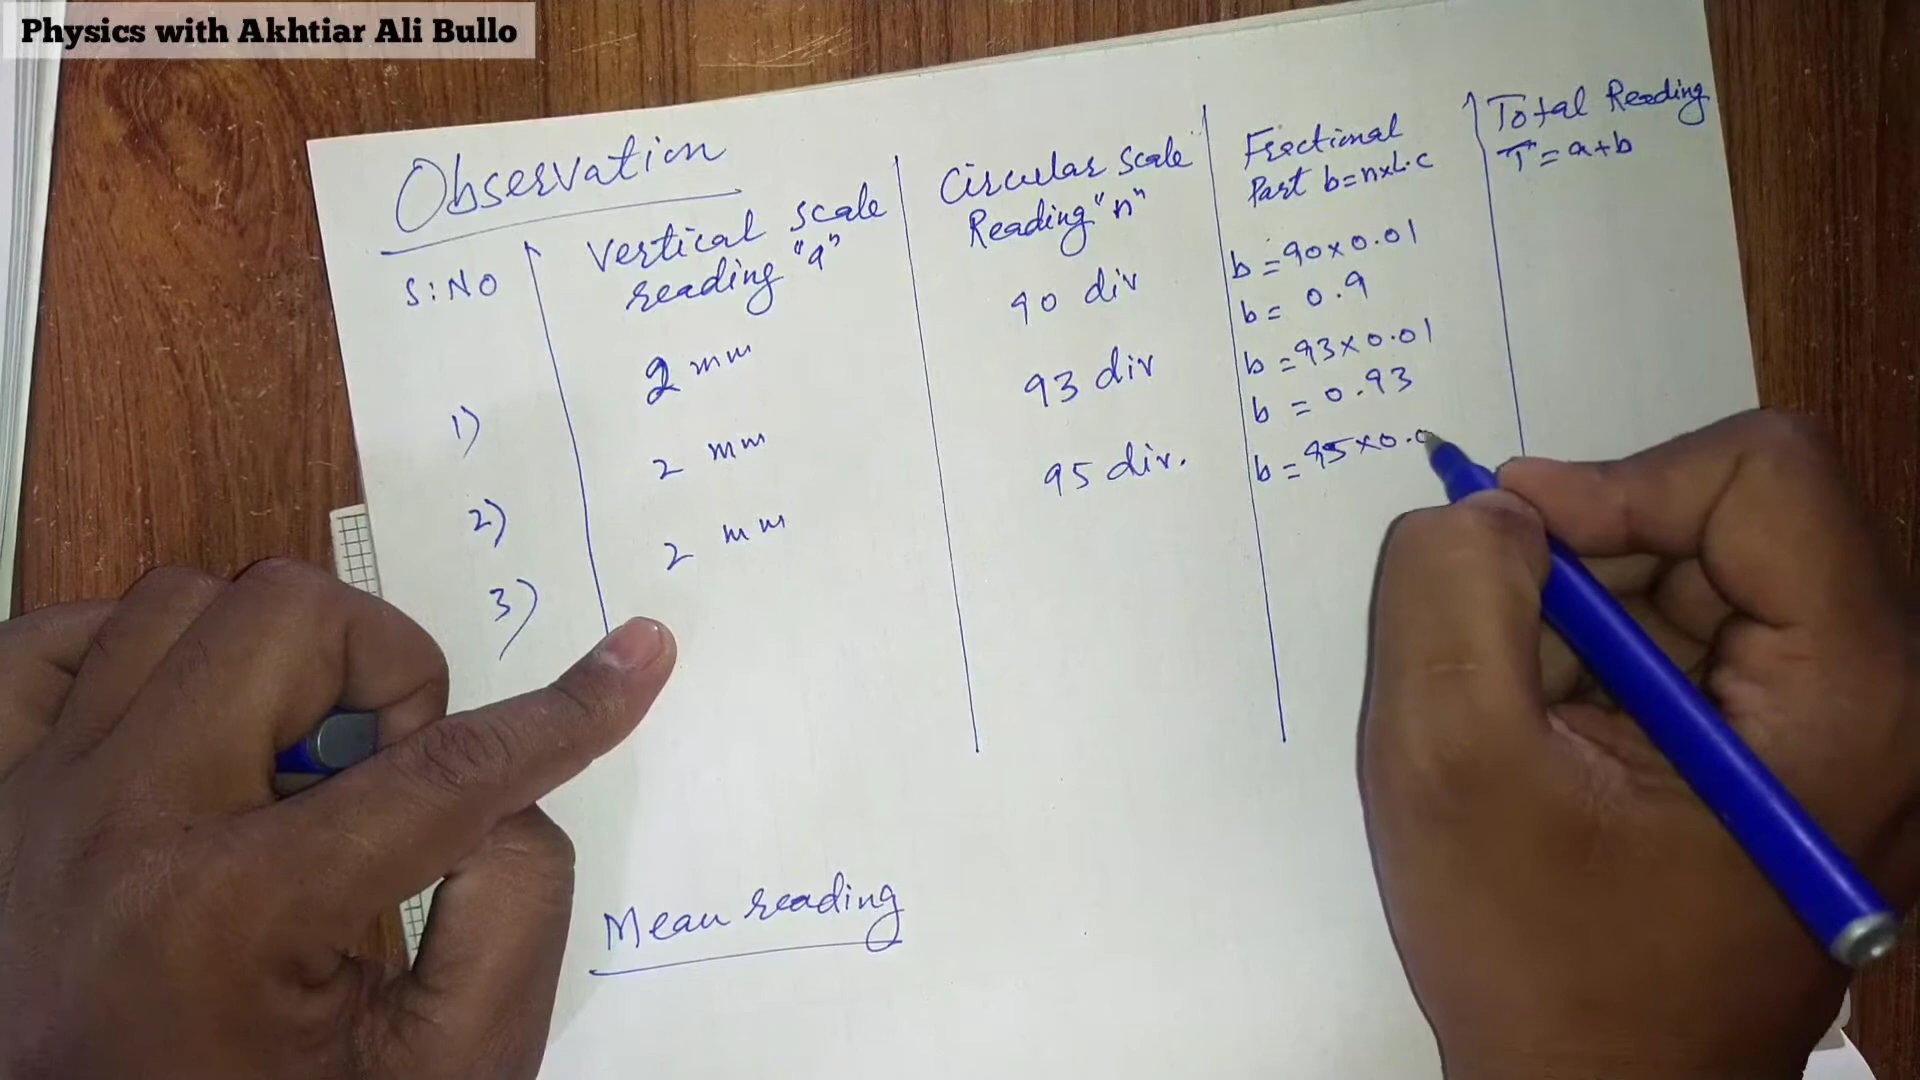 Physics with Akhtiar Ali Bullo
Observation
S:NO
Vertical scale
reading "a"
Circular scale
Reading "n"
Fractional
Part b=n×L.C
Total Reading
T=a+b
1)
2 mm
90 div
b=90×0.01
b=0.9
2)
2 mm
93 div
b=93×0.01
b=0.93
3)
2 mm
95 div.
b=95×0.0
Mean reading